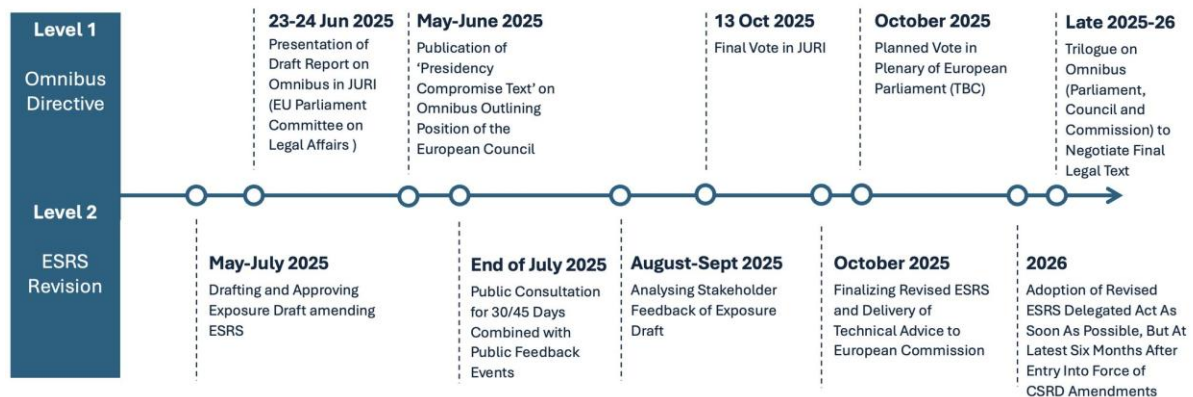 Level 1
Omnibus
Directive
23-24 Jun 2025
Presentation of
Draft Report on
Omnibus in JURI
(EU Parliament
Committee on
Legal Affairs )
May-June 2025
Publication of
‘Presidency
Compromise Text’ on
Omnibus Outlining
Position of the
European Council
13 Oct 2025
Final Vote in JURI
October 2025
Planned Vote in
Plenary of European
Parliament (TBC)
Late 2025-26
Trilogue on
Omnibus
(Parliament,
Council and
Commission) to
Negotiate Final
Legal Text
Level 2
ESRS
Revision
May-July 2025
Drafting and Approving
Exposure Draft amending
ESRS
End of July 2025
Public Consultation
for 30/45 Days
Combined with
Public Feedback
Events
August-Sept 2025
Analysing Stakeholder
Feedback of Exposure
Draft
October 2025
Finalizing Revised ESRS
and Delivery of
Technical Advice to
European Commission
2026
Adoption of Revised
ESRS Delegated Act As
Soon As Possible, But At
Latest Six Months After
Entry Into Force of
CSRD Amendments